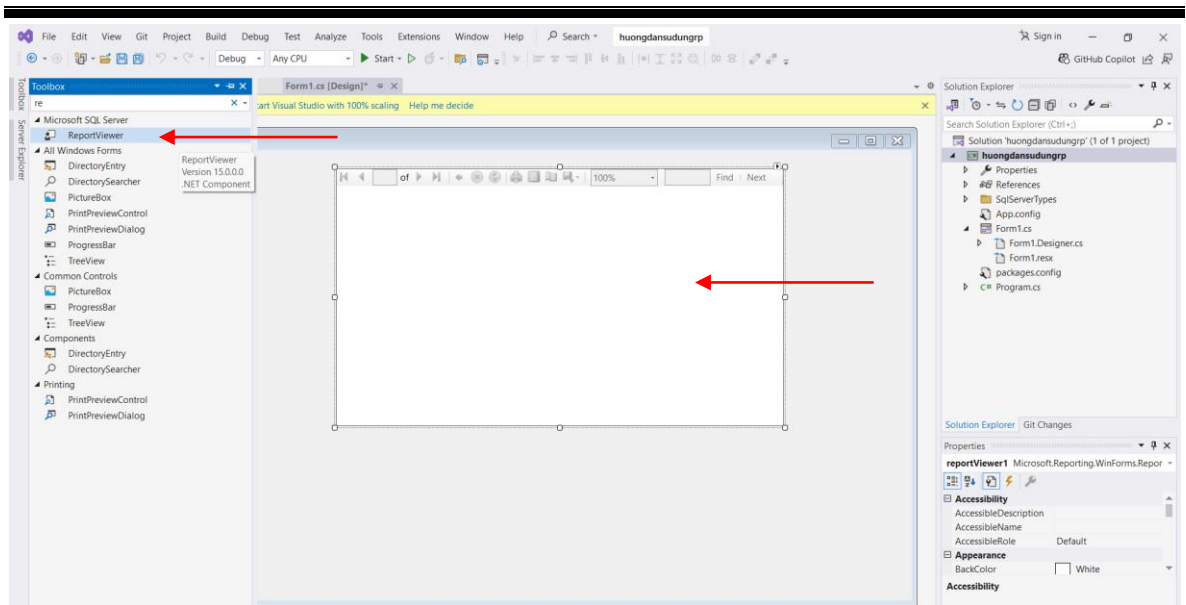 File Edit View Git Project Build Debug Test Analyze Tools Extensions Window Help Search huongdansudungrp Sign in
Debug Any CPU Start GitHub Copilot
Toolbox
Server Explorer
Toolbox
re
Microsoft SQL Server
ReportViewer
All Windows Forms
DirectoryEntry
DirectorySearcher
PictureBox
PrintPreviewControl
PrintPreviewDialog
ProgressBar
TreeView
Common Controls
PictureBox
ProgressBar
TreeView
Components
DirectoryEntry
DirectorySearcher
Printing
PrintPreviewControl
PrintPreviewDialog
ReportViewer
Version 15.0.0.0
.NET Component
Form1.cs [Design]*
tart Visual Studio with 100% scaling Help me decide
of 100% Find Next
Solution Explorer
Search Solution Explorer (Ctrl+;)
Solution 'huongdansudungrp' (1 of 1 project)
huongdansudungrp
Properties
References
SqlServerTypes
App.config
Form1.cs
Form1.Designer.cs
Form1.resx
packages.config
C# Program.cs
Solution Explorer Git Changes
Properties
reportViewer1 Microsoft.Reporting.WinForms.Repor
Accessibility
AccessibleDescription
AccessibleName
AccessibleRole Default
Appearance
BackColor White
Accessibility